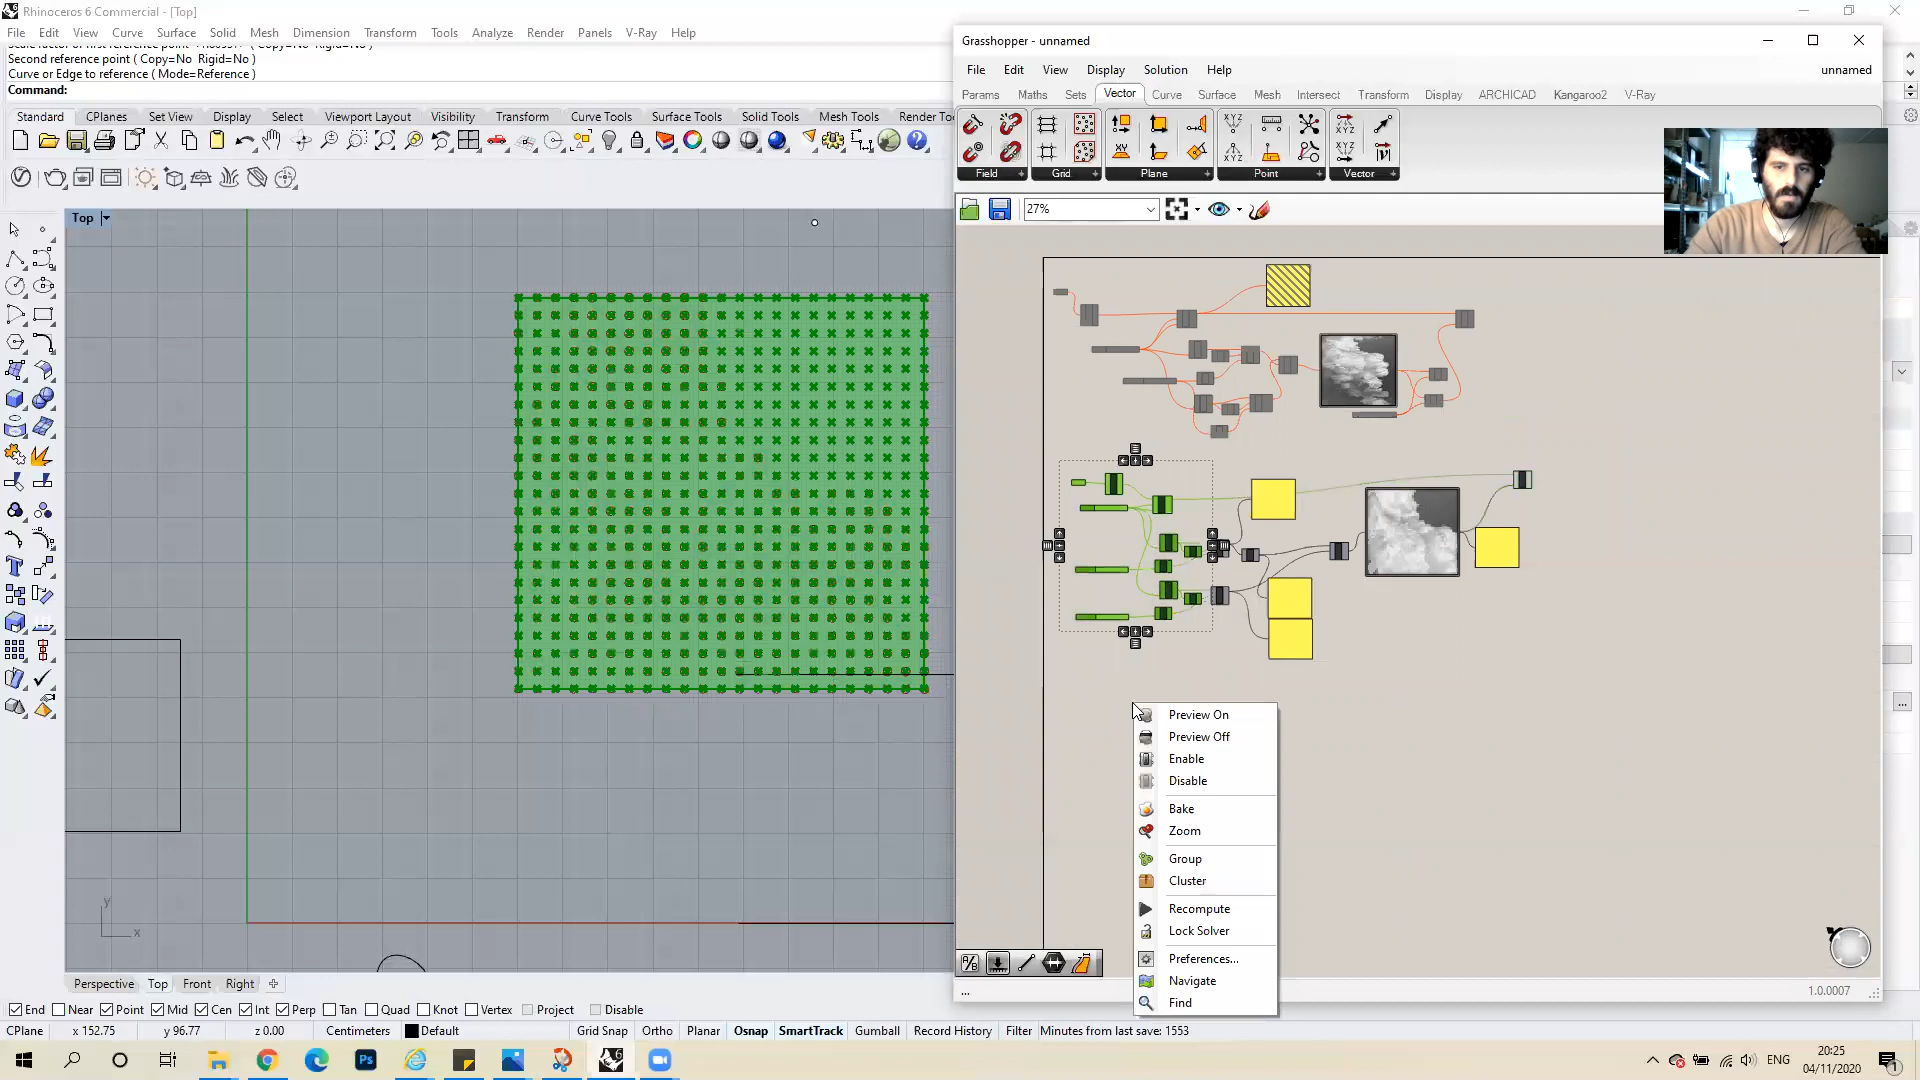 Rhinoceros 6 Commercial - [Top]
File Edit View Curve Surface Solid Mesh Dimension Transform Tools Analyze Render Panels V-Ray Help
Second reference point ( Copy=No Rigid=No )
Curve or Edge to reference ( Mode=Reference )
Command:
Standard CPlanes Set View Display Select Viewport Layout Visibility Transform Curve Tools Surface Tools Solid Tools Mesh Tools Render To
Top
Grasshopper - unnamed
File Edit View Display Solution Help unnamed
Params Maths Sets Vector Curve Surface Mesh Intersect Transform Display ARCHICAD Kangaroo2 V-Ray
Field Grid Plane Point Vector
27%
Preview On
Preview Off
Enable
Disable
Bake
Zoom
Group
Cluster
Recompute
Lock Solver
Preferences...
Navigate
Find
...
1.0.0007
y
x
Perspective Top Front Right
End Near Point Mid Cen Int Perp Tan Quad Knot Vertex Project Disable
CPlane x 152.75 y 96.77 z 0.00 Centimeters Default Grid Snap Ortho Planar Osnap SmartTrack Gumball Record History Filter Minutes from last save: 1553
ENG
20:25
04/11/2020